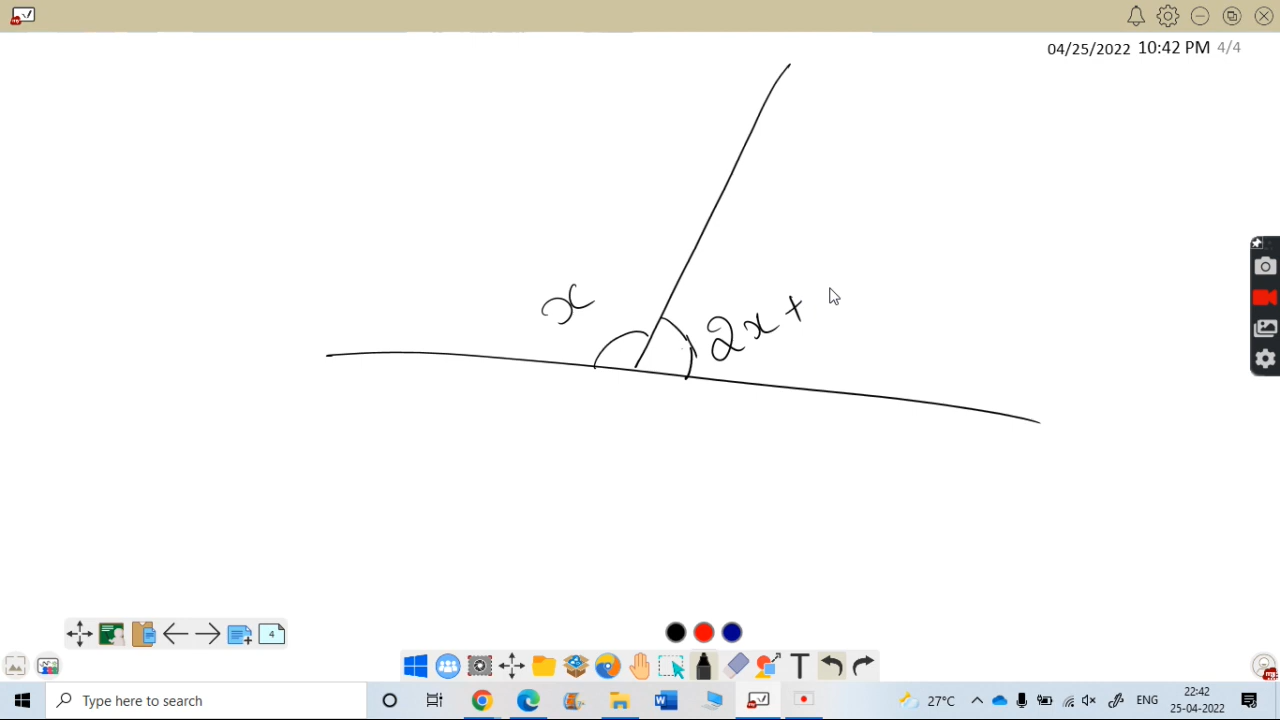 04/25/2022 10:42 PM 4/4
x
2x +
4
T
Type here to search
27°C
ENG
22:42
25-04-2022